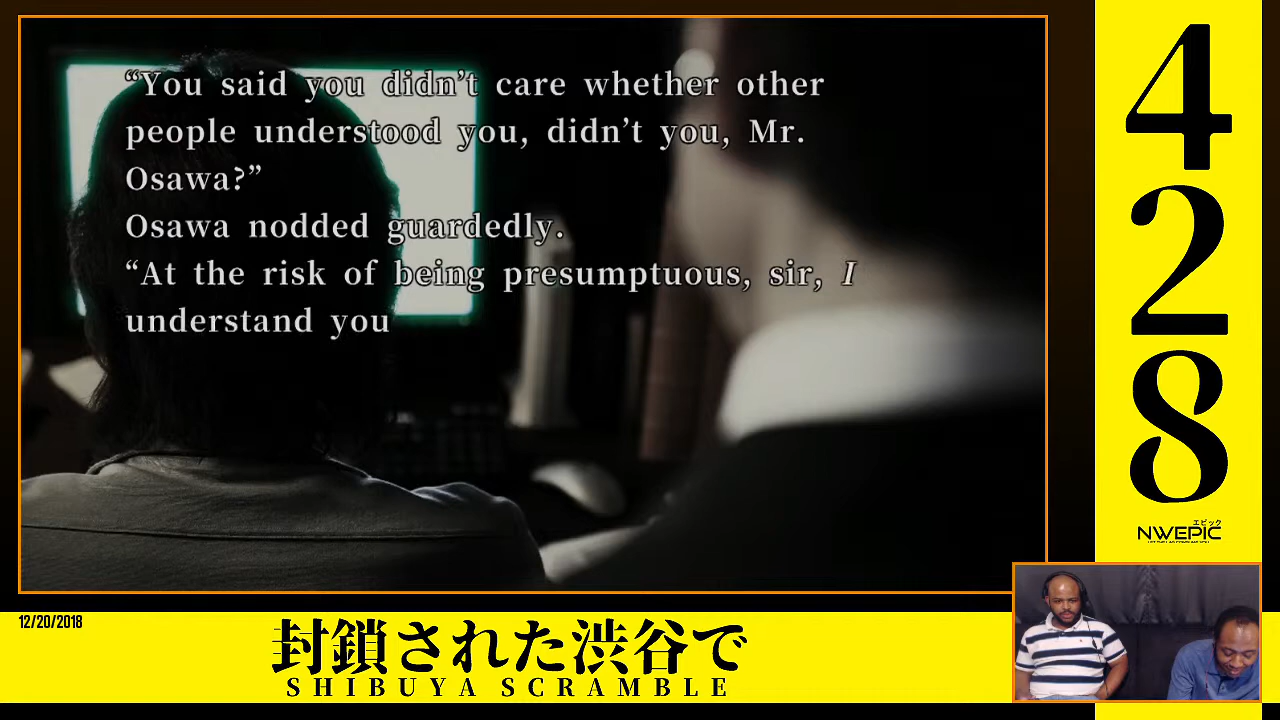 “You said you didn’t care whether other
people understood you, didn’t you, Mr.
Osawa?”
Osawa nodded guardedly.
“At the risk of being presumptuous, sir, I
understand you
4
2
8
エピック
NWEPIC
12/20/2018
封鎖された渋谷で
SHIBUYA SCRAMBLE